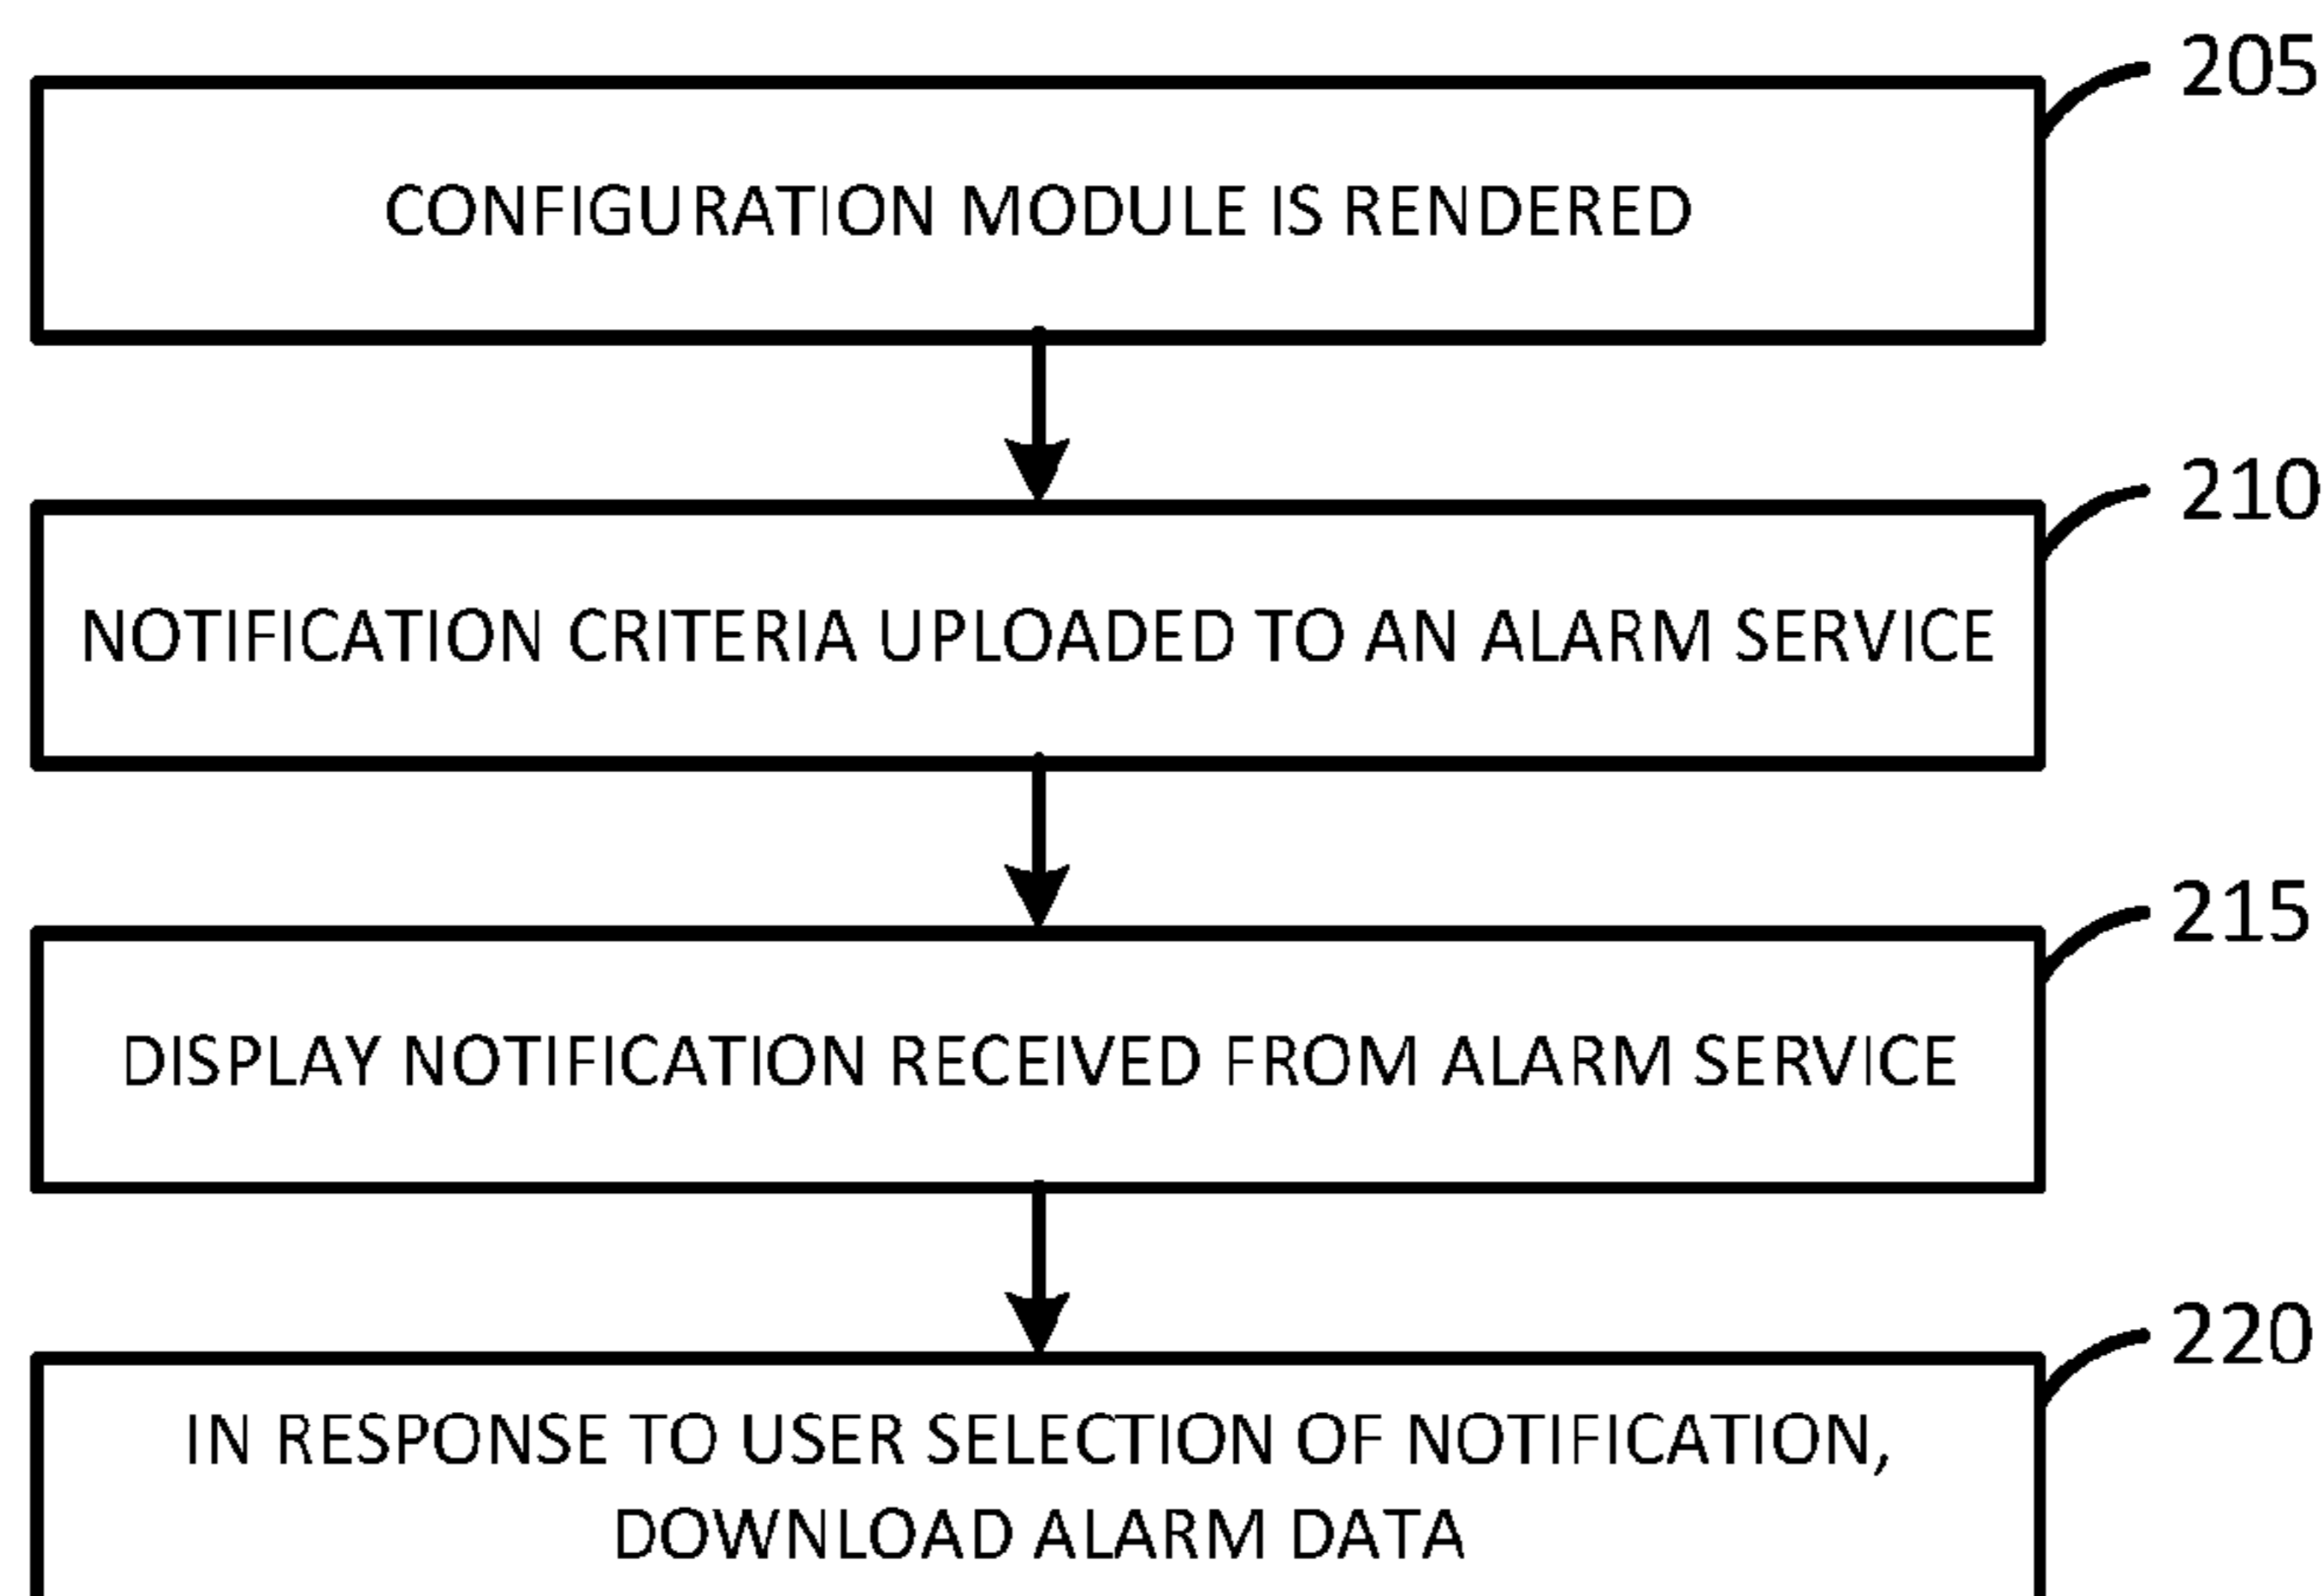 205
CONFIGURATION MODULE IS RENDERED
210
NOTIFICATION CRITERIA UPLOADED TO AN ALARM SERVICE
215
DISPLAY NOTIFICATION RECEIVED FROM ALARM SERVICE
220
IN RESPONSE TO USER SELECTION OF NOTIFICATION,
DOWNLOAD ALARM DATA